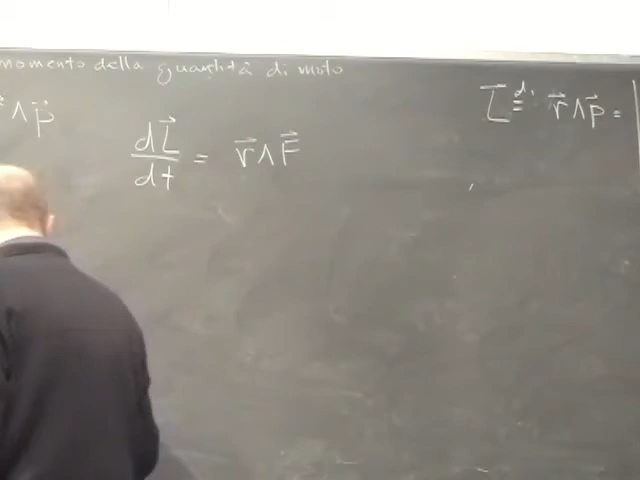 momento della quantità di moto
∧ p⃗
dL⃗/dt = r⃗ ∧ F⃗
L⃗ = r⃗ ∧ p⃗ =